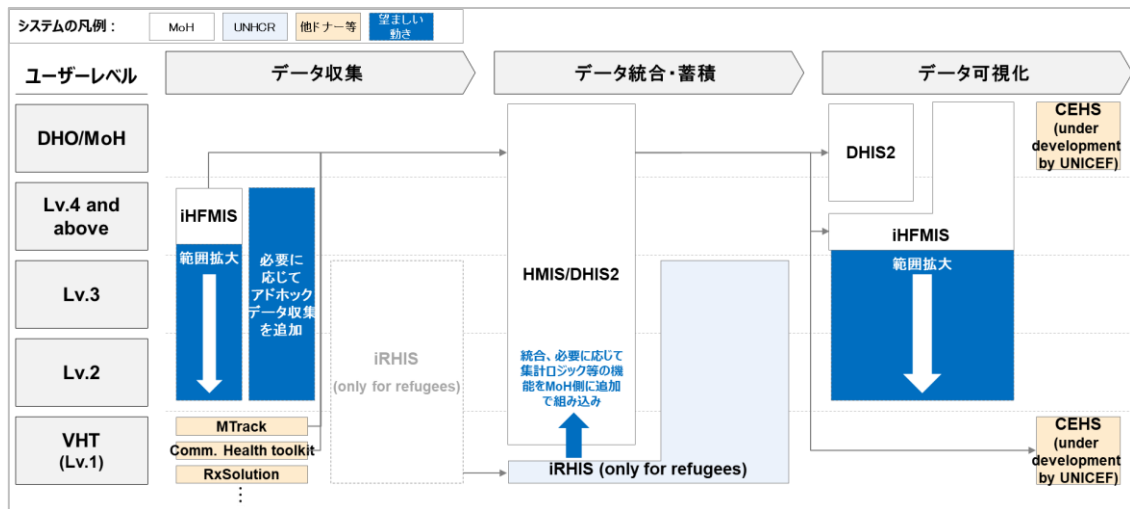 システムの凡例：
MoH
UNHCR
他ドナー等
望ましい
動き
ユーザーレベル
データ収集
データ統合・蓄積
データ可視化
DHO/MoH
Lv.4 and
above
Lv.3
Lv.2
VHT
(Lv.1)
iHFMIS
範囲拡大
必要に
応じて
アドホック
データ収集
を追加
iRHIS
(only for refugees)
MTrack
Comm. Health toolkit
RxSolution
⋮
HMIS/DHIS2
統合、必要に応じて
集計ロジック等の機
能をMoH側に追加
で組み込み
iRHIS (only for refugees)
DHIS2
iHFMIS
範囲拡大
CEHS
(under
development
by UNICEF)
CEHS
(under
development
by UNICEF)